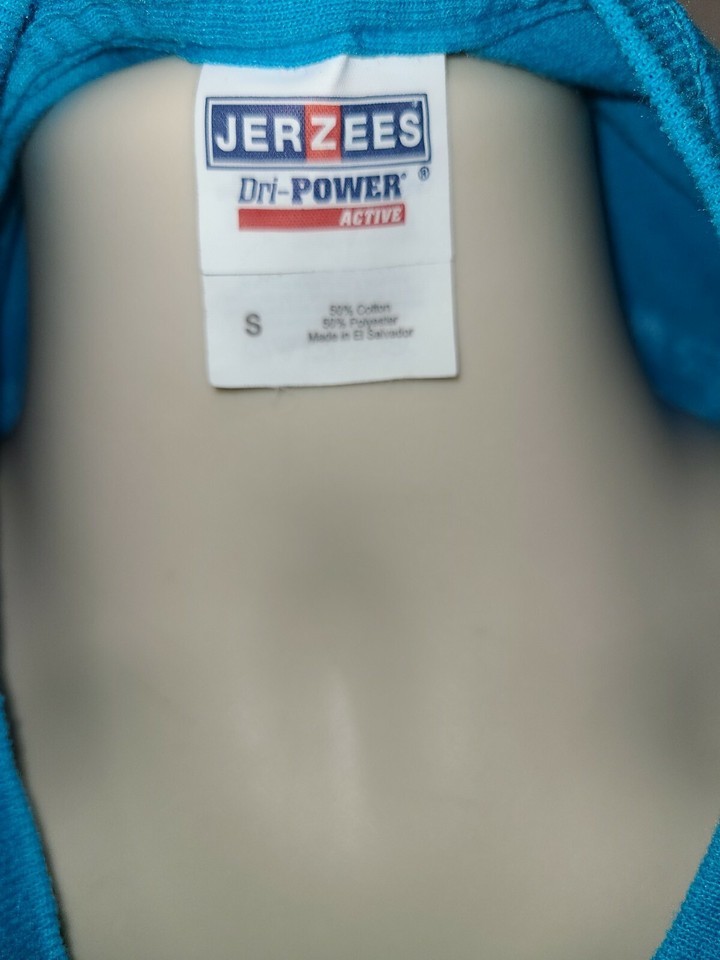 JERZEES
Dri-POWER®
ACTIVE
S
50% Cotton
50% Polyester
Made in El Salvador